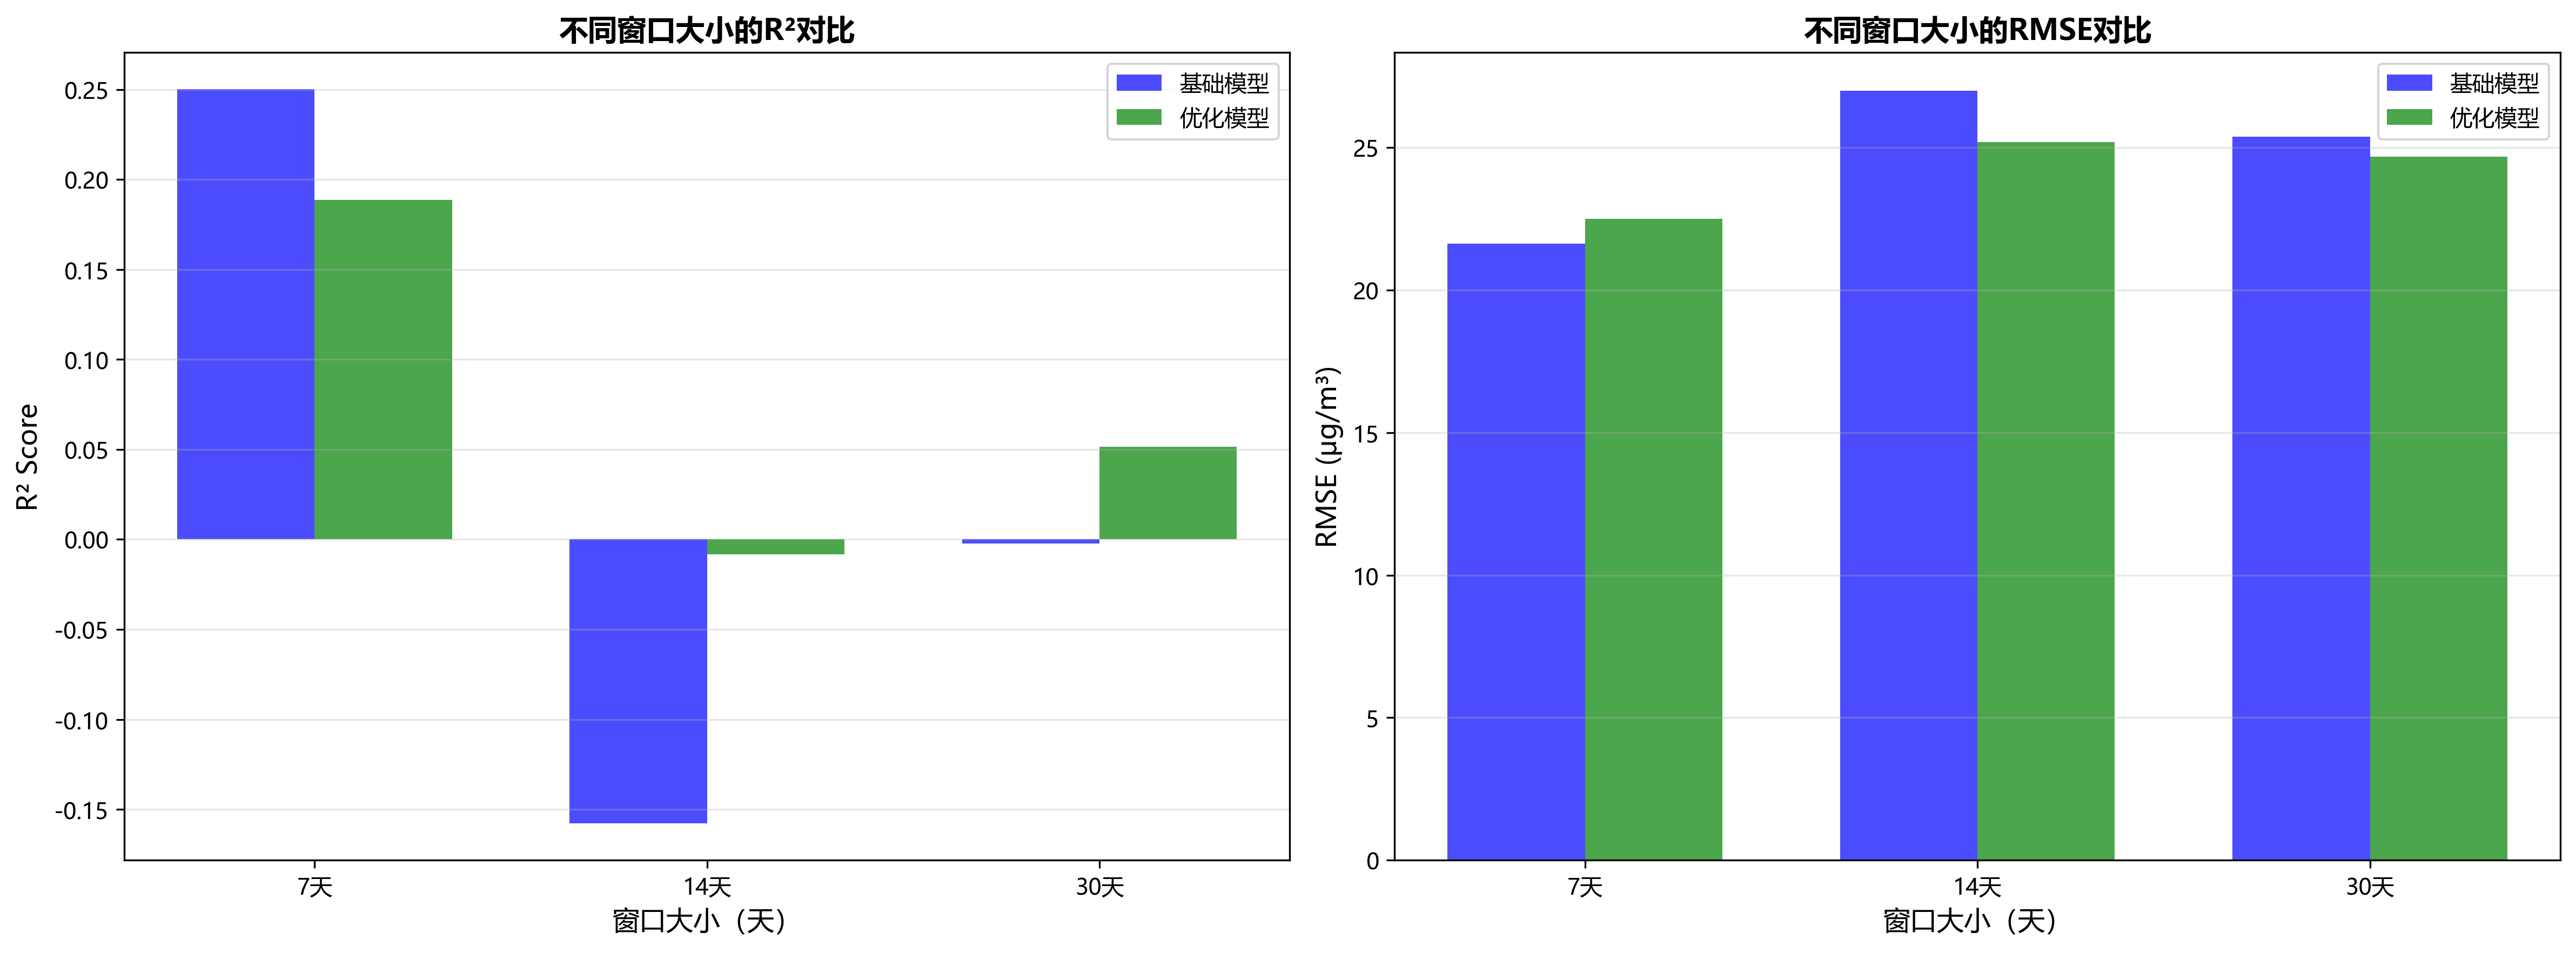 不同窗口大小的R²对比
基础模型
优化模型
R² Score
0.25
0.20
0.15
0.10
0.05
0.00
-0.05
-0.10
-0.15
7天
14天
30天
窗口大小（天）
不同窗口大小的RMSE对比
基础模型
优化模型
RMSE (μg/m³)
25
20
15
10
5
0
7天
14天
30天
窗口大小（天）